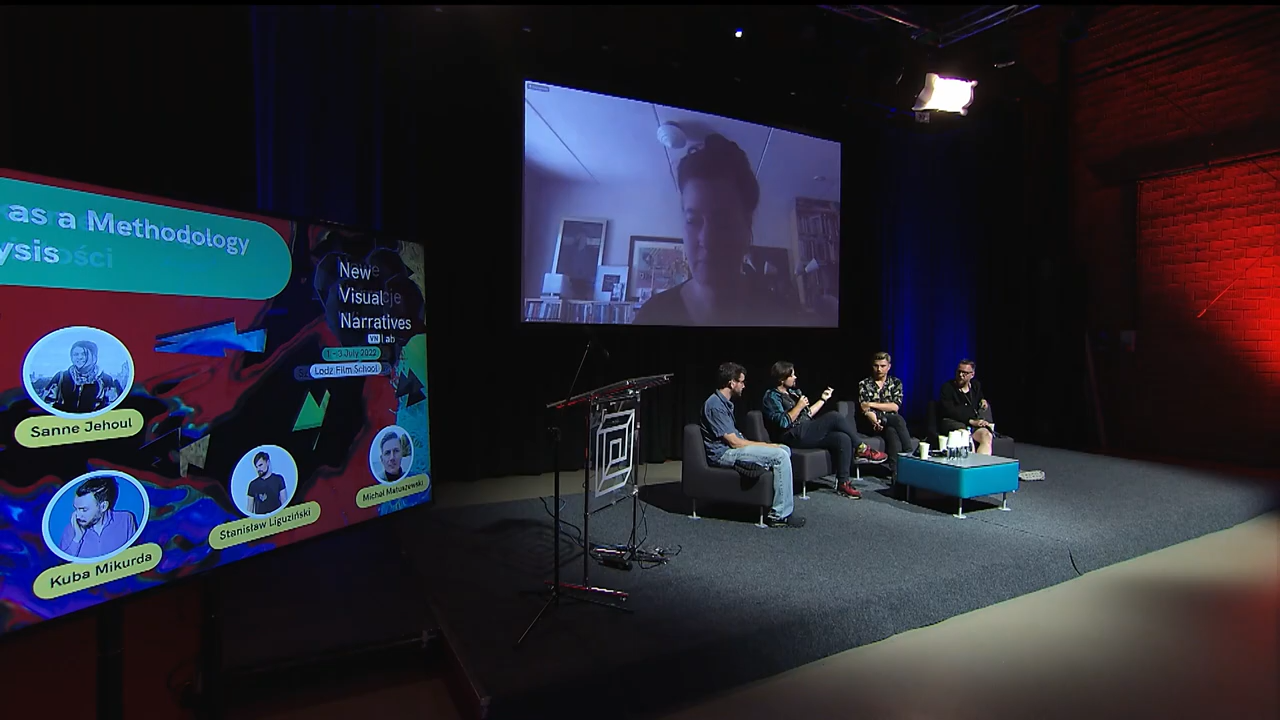 as a Methodology
ysis
ości
New
Visual
Narratives
VN Lab
1–3 July 2022
Lodz Film School
Sanne Jehoul
Kuba Mikurda
Stanisław Liguziński
Michał Matuszewski